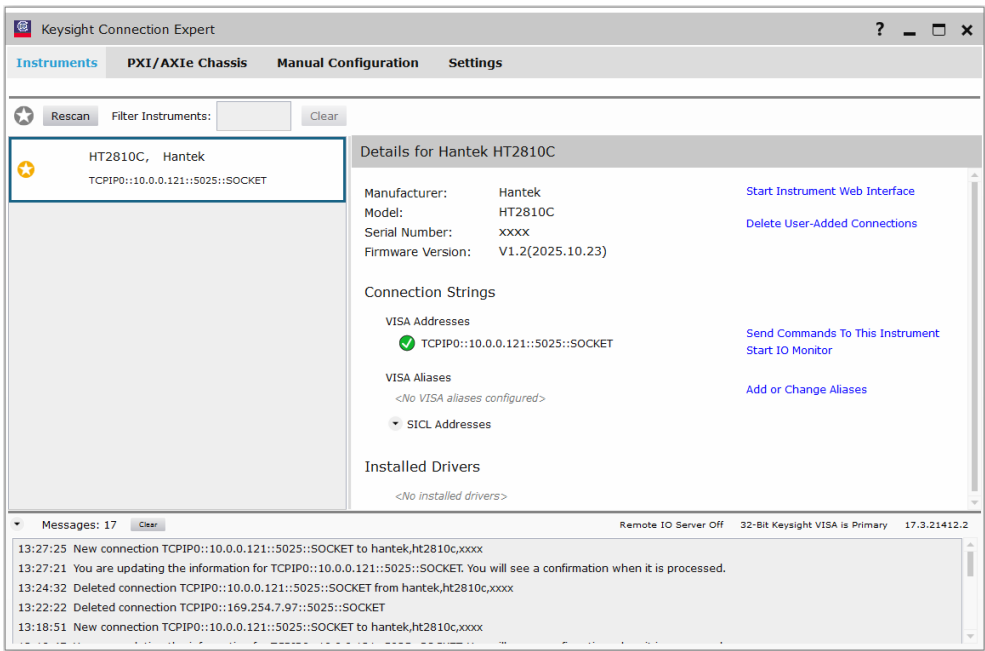 Keysight Connection Expert
?
Instruments PXI/AXIe Chassis Manual Configuration Settings
Rescan Filter Instruments: Clear
HT2810C, Hantek
TCPIP0::10.0.0.121::5025::SOCKET
Details for Hantek HT2810C
Manufacturer: Hantek
Model: HT2810C
Serial Number: xxxx
Firmware Version: V1.2(2025.10.23)
Start Instrument Web Interface
Delete User-Added Connections
Connection Strings
VISA Addresses
TCPIP0::10.0.0.121::5025::SOCKET
Send Commands To This Instrument
Start IO Monitor
VISA Aliases
<No VISA aliases configured>
Add or Change Aliases
SICL Addresses
Installed Drivers
<No installed drivers>
Messages: 17 Clear Remote IO Server Off 32-Bit Keysight VISA is Primary 17.3.21412.2
13:27:25 New connection TCPIP0::10.0.0.121::5025::SOCKET to hantek,ht2810c,xxxx
13:27:21 You are updating the information for TCPIP0::10.0.0.121::5025::SOCKET. You will see a confirmation when it is processed.
13:24:32 Deleted connection TCPIP0::10.0.0.121::5025::SOCKET from hantek,ht2810c,xxxx
13:22:22 Deleted connection TCPIP0::169.254.7.97::5025::SOCKET
13:18:51 New connection TCPIP0::10.0.0.121::5025::SOCKET to hantek,ht2810c,xxxx